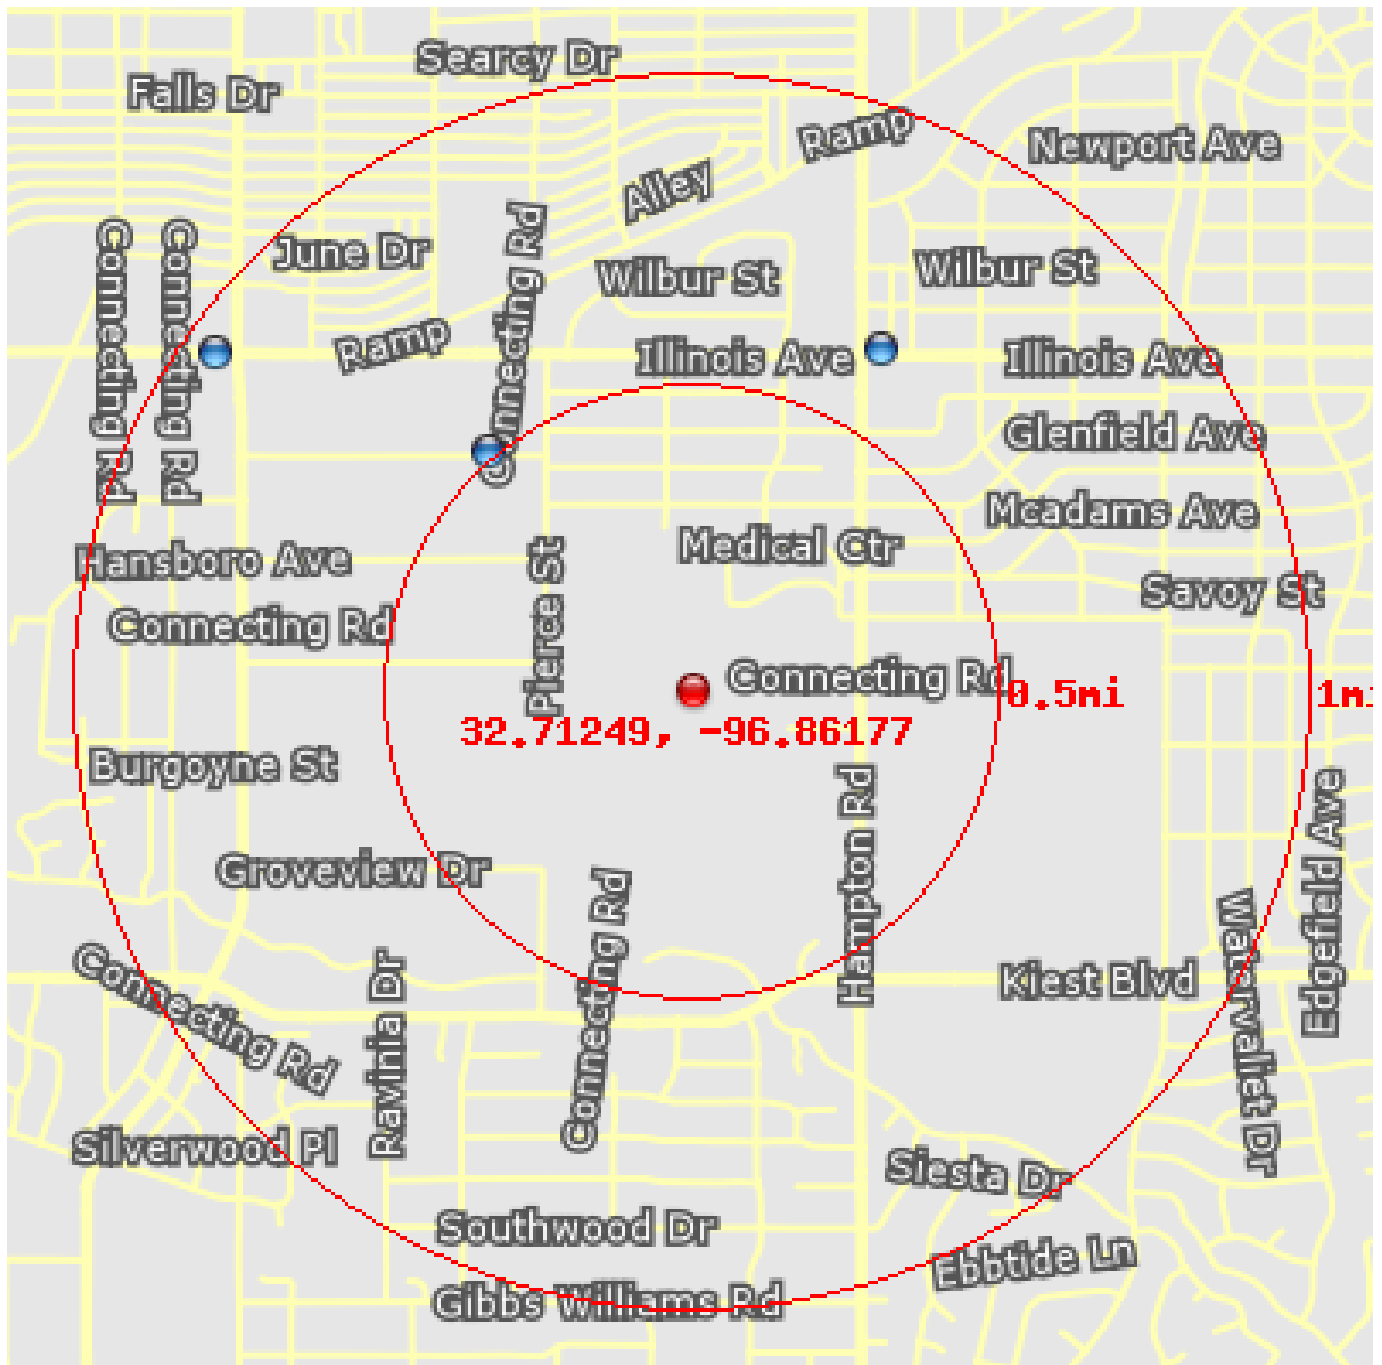 Searcy Dr
Falls Dr
Ramp
Newport Ave
Alley
Connecting Rd
Connecting Rd
June Dr
Connecting Rd
Wilbur St
Wilbur St
Ramp
Illinois Ave
Illinois Ave
Glenfield Ave
Mcadams Ave
Hansboro Ave
Medical Ctr
Savoy St
Connecting Rd
Pierce St
Connecting Rd
0.5mi
1mi
32.71249, -96.86177
Burgoyne St
Hampton Rd
Edgefield Ave
Groveview Dr
Connecting Rd
Watervaliet Dr
Connecting Rd
Ravinia Dr
Kiest Blvd
Silverwood Pl
Siesta Dr
Southwood Dr
Ebbtide Ln
Gibbs Williams Rd